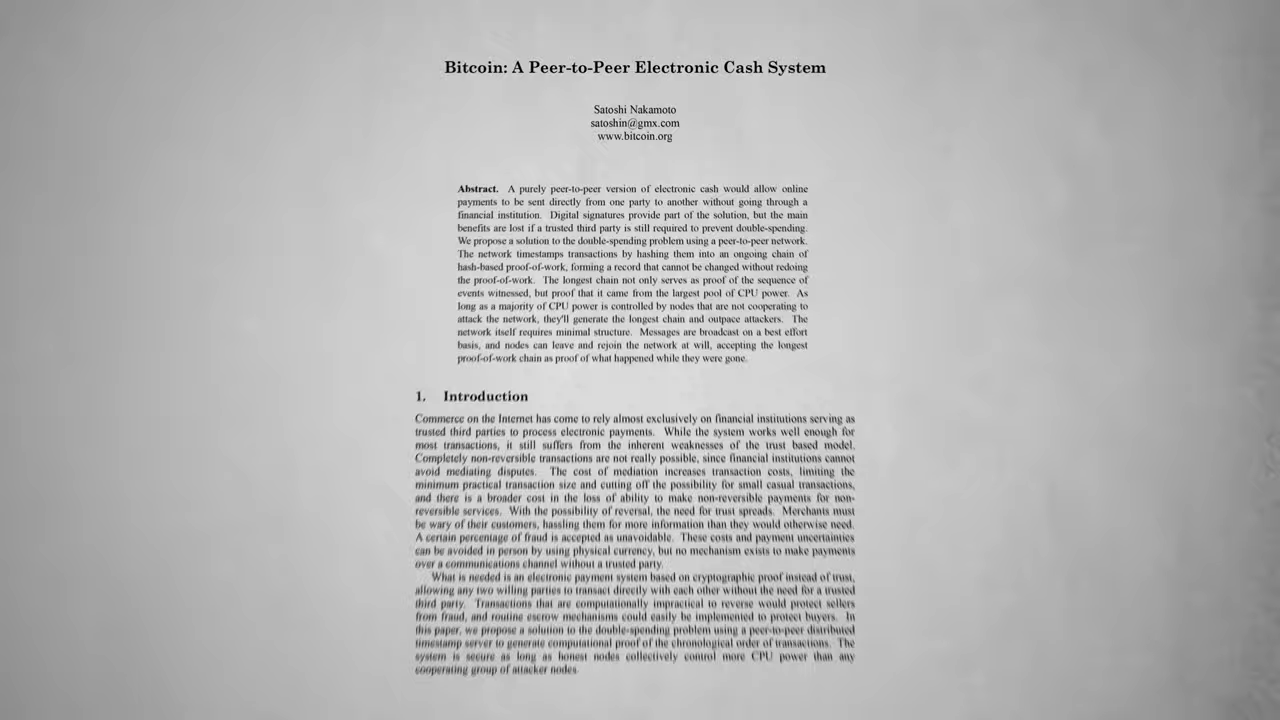 Bitcoin: A Peer-to-Peer Electronic Cash System
Satoshi Nakamoto
satoshin@gmx.com
www.bitcoin.org
Abstract. A purely peer-to-peer version of electronic cash would allow online
payments to be sent directly from one party to another without going through a
financial institution. Digital signatures provide part of the solution, but the main
benefits are lost if a trusted third party is still required to prevent double-spending.
We propose a solution to the double-spending problem using a peer-to-peer network.
The network timestamps transactions by hashing them into an ongoing chain of
hash-based proof-of-work, forming a record that cannot be changed without redoing
the proof-of-work. The longest chain not only serves as proof of the sequence of
events witnessed, but proof that it came from the largest pool of CPU power. As
long as a majority of CPU power is controlled by nodes that are not cooperating to
attack the network, they'll generate the longest chain and outpace attackers. The
network itself requires minimal structure. Messages are broadcast on a best effort
basis, and nodes can leave and rejoin the network at will, accepting the longest
proof-of-work chain as proof of what happened while they were gone.
1. Introduction
Commerce on the Internet has come to rely almost exclusively on financial institutions serving as
trusted third parties to process electronic payments. While the system works well enough for
most transactions, it still suffers from the inherent weaknesses of the trust based model.
Completely non-reversible transactions are not really possible, since financial institutions cannot
avoid mediating disputes. The cost of mediation increases transaction costs, limiting the
minimum practical transaction size and cutting off the possibility for small casual transactions,
and there is a broader cost in the loss of ability to make non-reversible payments for non-
reversible services. With the possibility of reversal, the need for trust spreads. Merchants must
be wary of their customers, hassling them for more information than they would otherwise need.
A certain percentage of fraud is accepted as unavoidable. These costs and payment uncertainties
can be avoided in person by using physical currency, but no mechanism exists to make payments
over a communications channel without a trusted party.
What is needed is an electronic payment system based on cryptographic proof instead of trust,
allowing any two willing parties to transact directly with each other without the need for a trusted
third party. Transactions that are computationally impractical to reverse would protect sellers
from fraud, and routine escrow mechanisms could easily be implemented to protect buyers. In
this paper, we propose a solution to the double-spending problem using a peer-to-peer distributed
timestamp server to generate computational proof of the chronological order of transactions. The
system is secure as long as honest nodes collectively control more CPU power than any
cooperating group of attacker nodes.